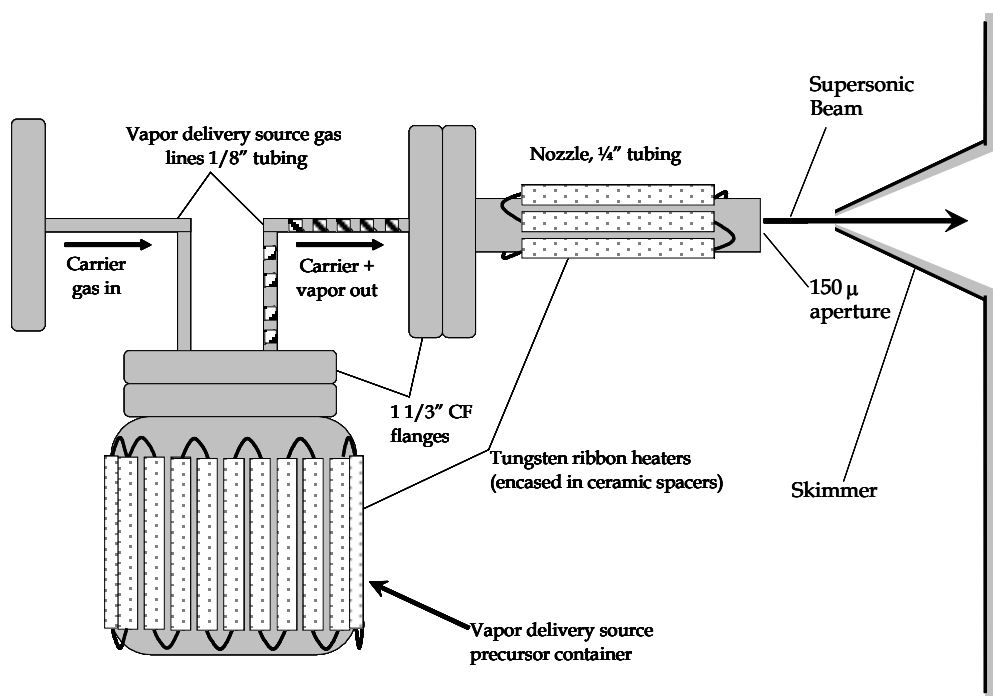 Supersonic
Beam
Vapor delivery source gas
lines 1/8” tubing
Nozzle, ¼” tubing
Carrier
gas in
Carrier +
vapor out
150 μ
aperture
1 1/3” CF
flanges
Tungsten ribbon heaters
(encased in ceramic spacers)
Skimmer
Vapor delivery source
precursor container